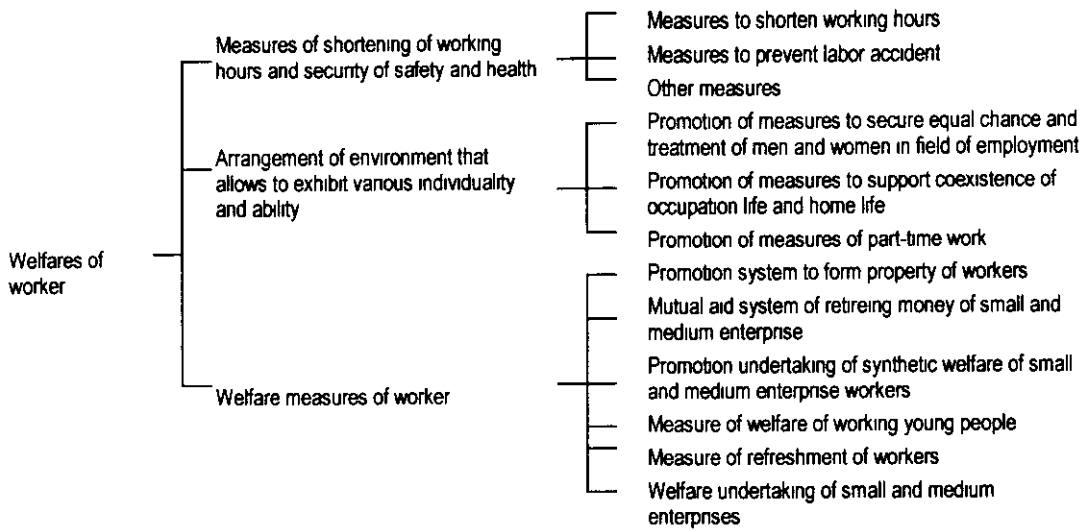 Welfares of
worker
Measures of shortening of working
hours and security of safety and health
Measures to shorten working hours
Measures to prevent labor accident
Other measures
Arrangement of environment that
allows to exhibit various individuality
and ability
Promotion of measures to secure equal chance and
treatment of men and women in field of employment
Promotion of measures to support coexistence of
occupation life and home life
Promotion of measures of part-time work
Welfare measures of worker
Promotion system to form property of workers
Mutual aid system of retireing money of small and
medium enterprise
Promotion undertaking of synthetic welfare of small
and medium enterprise workers
Measure of welfare of working young people
Measure of refreshment of workers
Welfare undertaking of small and medium
enterprises